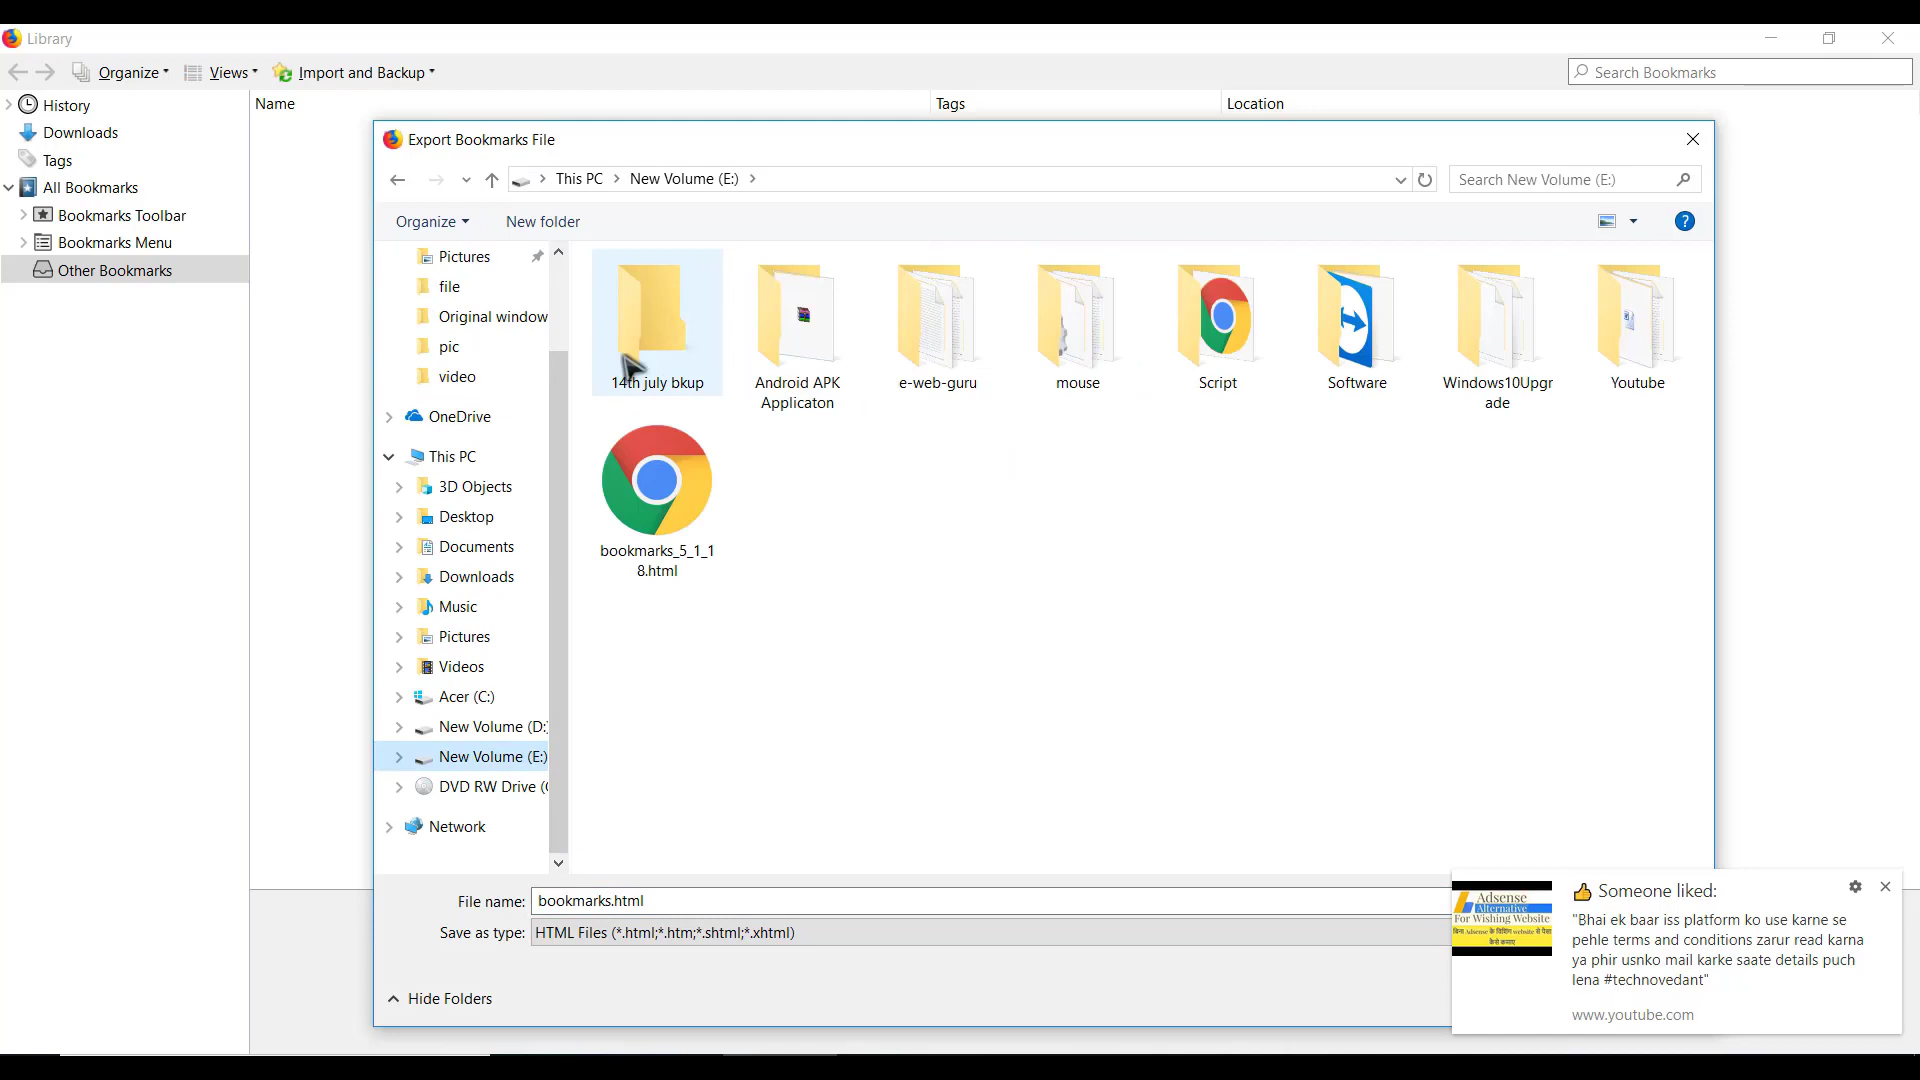 Library
Organize
Views
Import and Backup
Search Bookmarks
History
Downloads
Tags
All Bookmarks
Bookmarks Toolbar
Bookmarks Menu
Other Bookmarks
Name
Tags
Location
Export Bookmarks File
This PC
New Volume (E:)
Search New Volume (E:)
Organize
New folder
Pictures
file
Original window
pic
video
OneDrive
This PC
3D Objects
Desktop
Documents
Downloads
Music
Pictures
Videos
Acer (C:)
New Volume (D:
New Volume (E:)
DVD RW Drive (
Network
14th july bkup
Android APK
Applicaton
e-web-guru
mouse
Script
Software
Windows10Upgr
ade
Youtube
bookmarks_5_1_1
8.html
File name:
bookmarks.html
Save as type:
HTML Files (*.html;*.htm;*.shtml;*.xhtml)
Hide Folders
Adsense
Alternative
For Wishing Website
Someone liked:
"Bhai ek baar iss platform ko use karne se
pehle terms and conditions zarur read karna
ya phir usnko mail karke saate details puch
lena #technovedant"
www.youtube.com